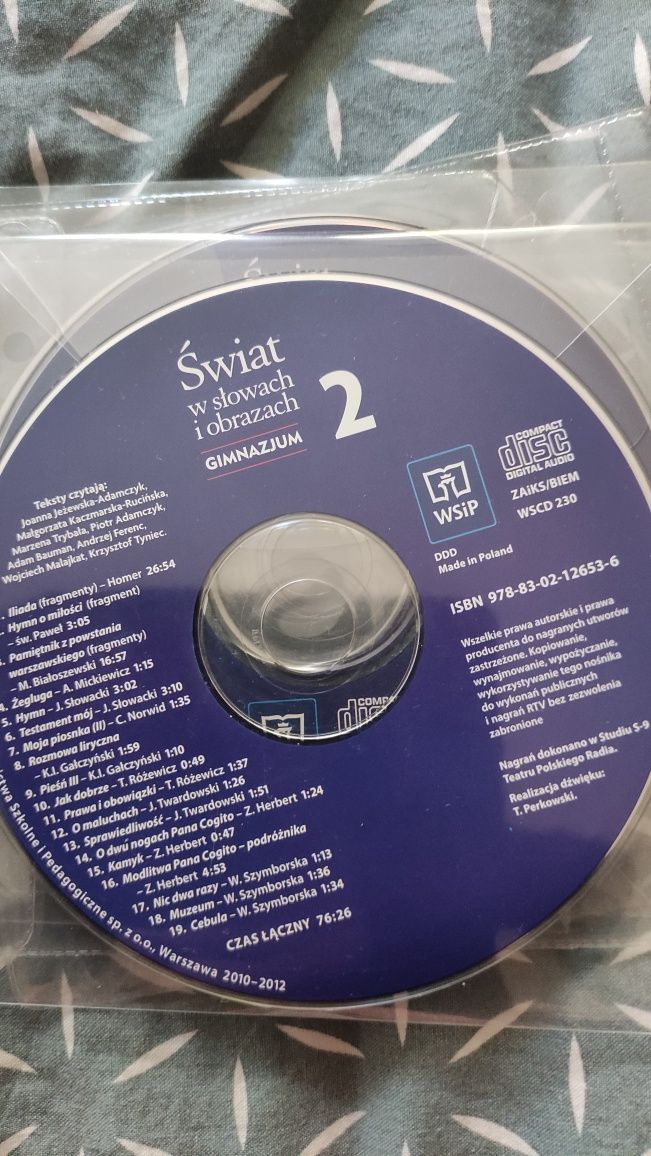 Świat
Świat
w słowach
i obrazach
GIMNAZJUM
2
WSiP
COMPACT
disc
DIGITAL AUDIO
ZAiKS/BIEM
WSCD 230
DDD
Made in Poland
ISBN 978-83-02-12653-6
Wszelkie prawa autorskie i prawa
producenta do nagranych utworów
zastrzeżone. Kopiowanie,
wynajmowanie, wypożyczanie,
wykorzystywanie tego nośnika
do wykonań publicznych
i nagrań RTV bez zezwolenia
zabronione
Nagrań dokonano w Studiu S-9
Teatru Polskiego Radia.
Realizacja dźwięku:
T. Perkowski.
Teksty czytają:
Joanna Jeżewska-Adamczyk,
Małgorzata Kaczmarska-Rucińska,
Marzena Trybała, Piotr Adamczyk,
Adam Bauman, Andrzej Ferenc,
Wojciech Malajkat, Krzysztof Tyniec.
Iliada (fragmenty) – Homer 26:54
Hymn o miłości (fragment)
– św. Paweł 3:05
Pamiętnik z powstania
warszawskiego (fragmenty)
– M. Białoszewski 16:57
4. Żegluga – A. Mickiewicz 1:15
5. Hymn – J. Słowacki 3:02
6. Testament mój – J. Słowacki 3:10
7. Moja piosnka (II) – C. Norwid 1:35
8. Rozmowa liryczna
– K.I. Gałczyński 1:59
9. Pieśń III – K.I. Gałczyński 1:10
10. Jak dobrze – T. Różewicz 0:49
11. Prawa i obowiązki – T. Różewicz 1:37
12. O maluchach – J. Twardowski 1:26
13. Sprawiedliwość – J. Twardowski 1:51
14. O dwu nogach Pana Cogito – Z. Herbert 1:24
15. Kamyk – Z. Herbert 0:47
16. Modlitwa Pana Cogito – podróżnika
– Z. Herbert 4:53
17. Nic dwa razy – W. Szymborska 1:13
18. Muzeum – W. Szymborska 1:36
19. Cebula – W. Szymborska 1:34
CZAS ŁĄCZNY 76:26
Szkolne i Pedagogiczne sp. z o.o., Warszawa 2010–2012